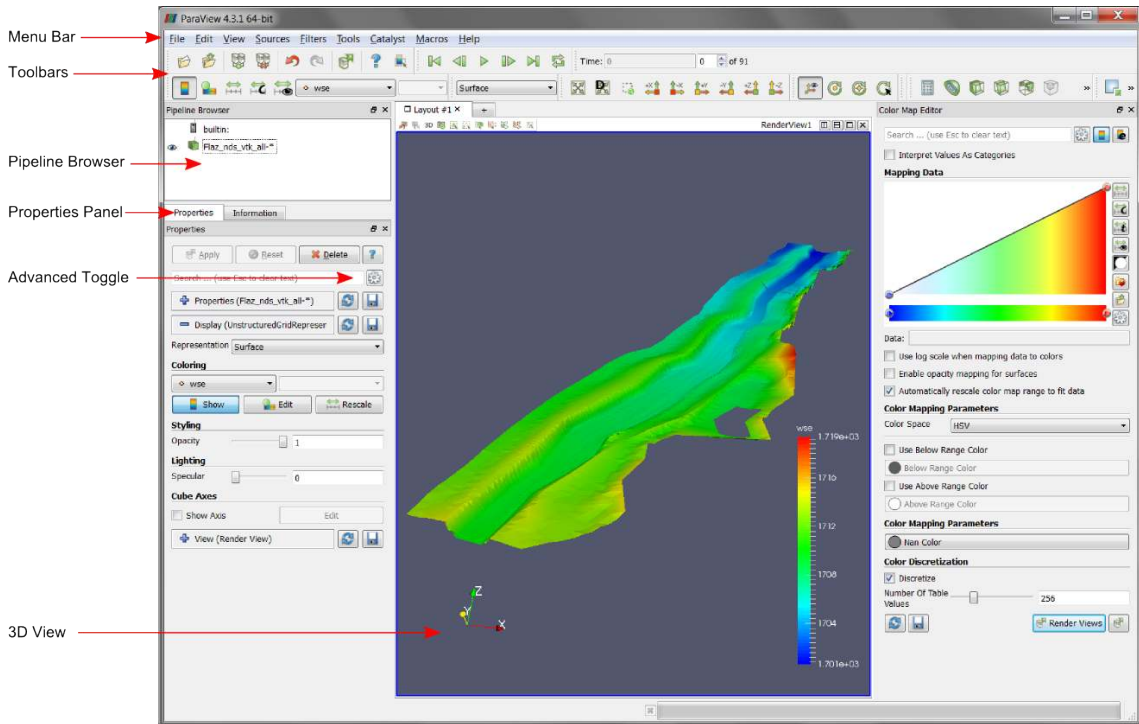 ParaView 4.3.1 64-bit
Menu Bar
File Edit View Sources Filters Tools Catalyst Macros Help
Toolbars
Time: 0 0 of 91
wse Surface
Pipeline Browser
Layout #1
Color Map Editor
3D
RenderView1
builtin:
Flaz_nds_vtk_all-*
Pipeline Browser
Search ... (use Esc to clear text)
Interpret Values As Categories
Mapping Data
Properties Panel
Properties Information
Properties
Apply Reset Delete ?
Advanced Toggle
Search ... (use Esc to clear text)
Properties (Flaz_nds_vtk_all-*)
Display (UnstructuredGridRepreser
Representation Surface
Coloring
wse
Show Edit Rescale
Styling
Opacity 1
Lighting
Specular 0
Cube Axes
Show Axis Edit
View (Render View)
Data:
Use log scale when mapping data to colors
Enable opacity mapping for surfaces
Automatically rescale color map range to fit data
Color Mapping Parameters
Color Space HSV
Use Below Range Color
Below Range Color
Use Above Range Color
Above Range Color
Color Mapping Parameters
Nan Color
Color Discretization
Discretize
Number Of Table Values 256
Render Views
wse
1.719e+03
1716
1712
1708
1704
1.701e+03
Z
Y
X
3D View